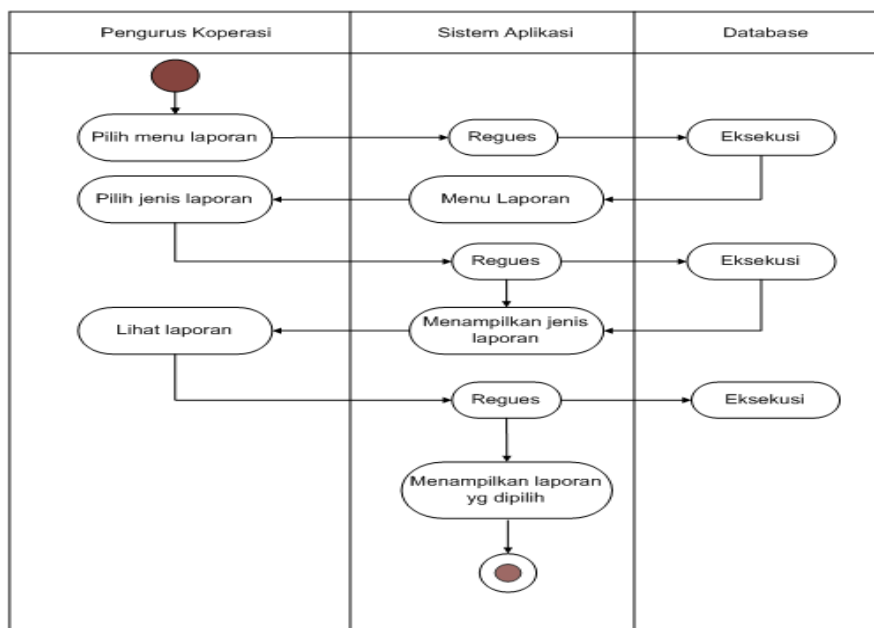 Pengurus Koperasi
Sistem Aplikasi
Database
Pilih menu laporan
Regues
Eksekusi
Pilih jenis laporan
Menu Laporan
Regues
Eksekusi
Lihat laporan
Menampilkan jenis
laporan
Regues
Eksekusi
Menampilkan laporan
yg dipilih